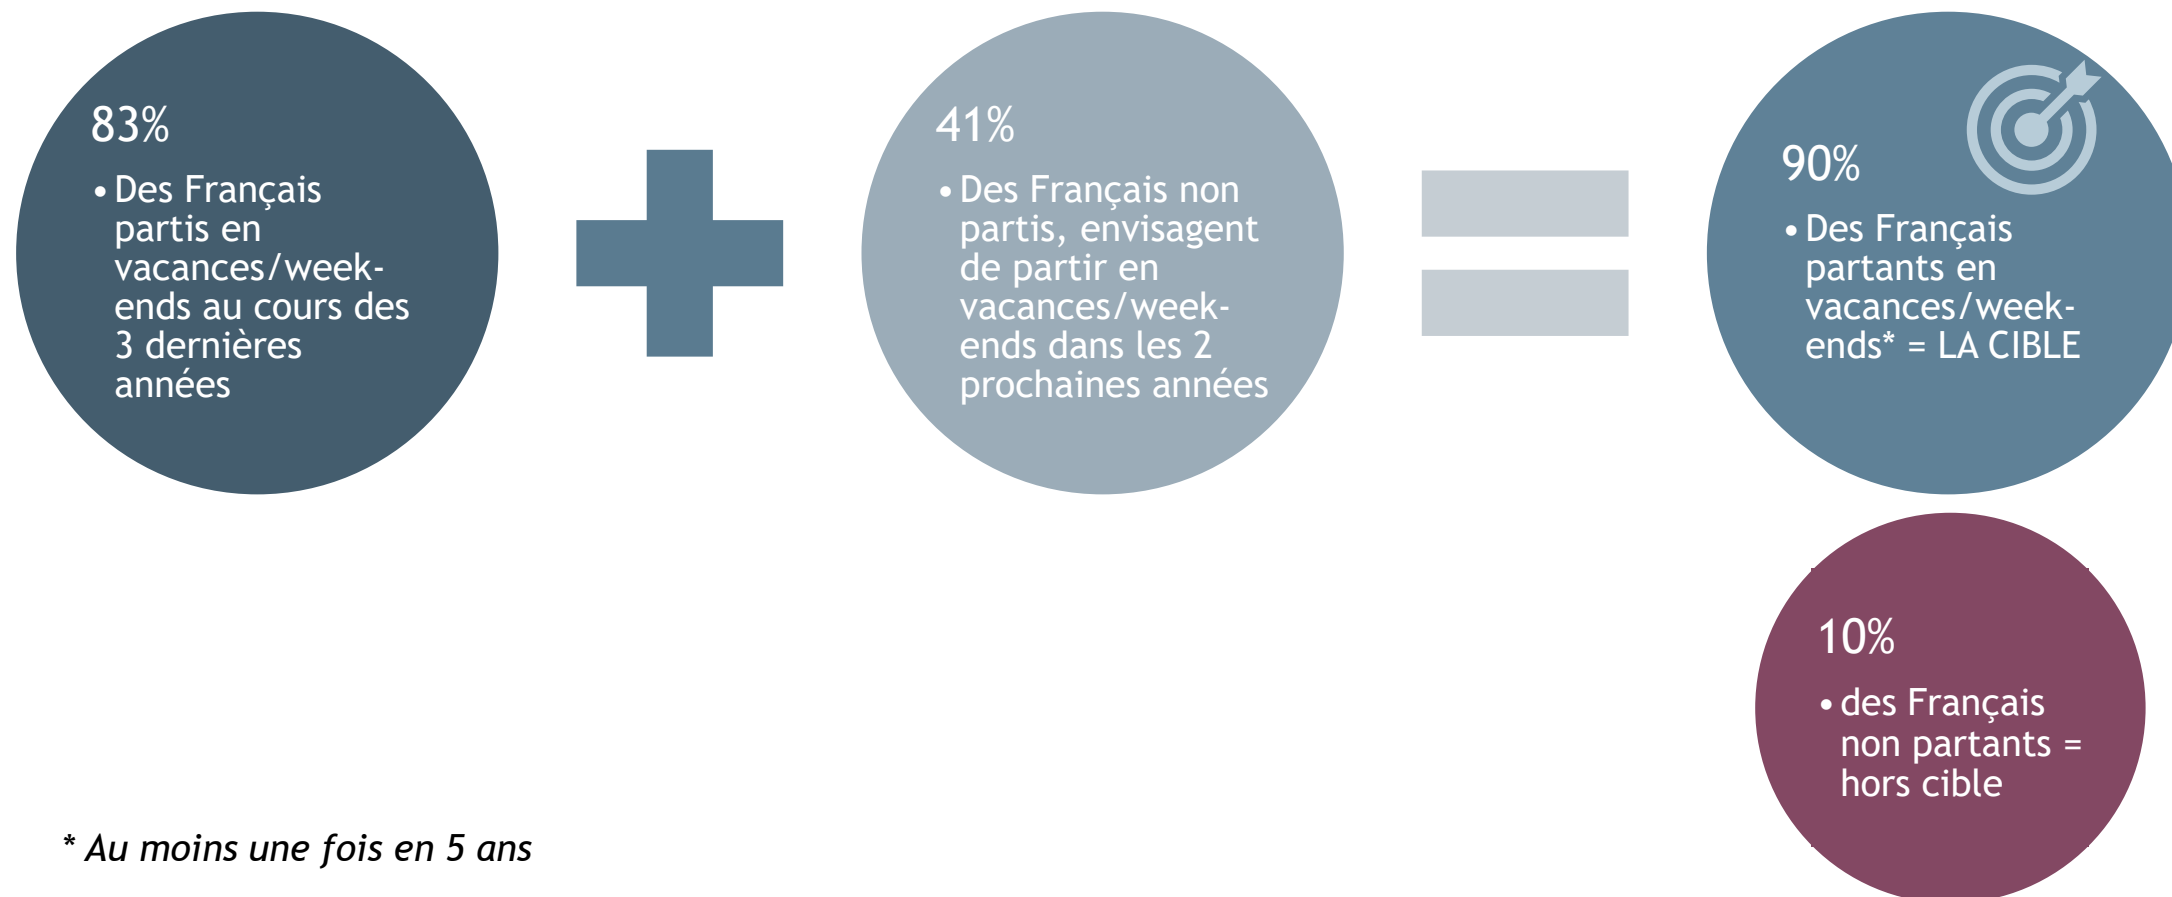 83%
• Des Français
partis en
vacances/week-
ends au cours des
3 dernières
années
41%
• Des Français non
partis, envisagent
de partir en
vacances/week-
ends dans les 2
prochaines années
90%
• Des Français
partants en
vacances/week-
ends* = LA CIBLE
10%
• des Français
non partants =
hors cible
* Au moins une fois en 5 ans